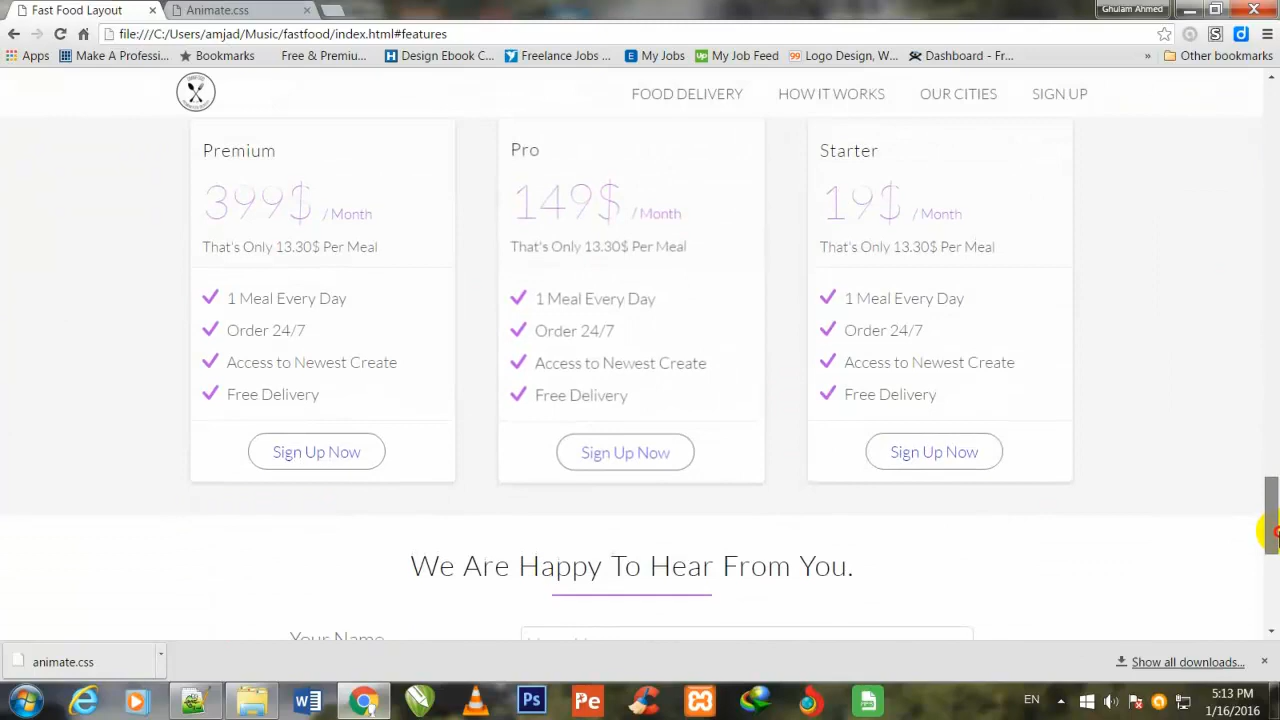 Fast Food Layout
Animate.css
Ghulam Ahmed
file:///C:/Users/amjad/Music/fastfood/index.html#features
Apps
Make A Professi...
Bookmarks
Free & Premiu...
Design Ebook C...
Freelance Jobs ...
My Jobs
My Job Feed
Logo Design, W...
Dashboard - Fr...
»
Other bookmarks
FOOD DELIVERY
HOW IT WORKS
OUR CITIES
SIGN UP
Premium
399$ / Month
That's Only 13.30$ Per Meal
1 Meal Every Day
Order 24/7
Access to Newest Create
Free Delivery
Sign Up Now
Pro
149$ / Month
That's Only 13.30$ Per Meal
1 Meal Every Day
Order 24/7
Access to Newest Create
Free Delivery
Sign Up Now
Starter
19$ / Month
That's Only 13.30$ Per Meal
1 Meal Every Day
Order 24/7
Access to Newest Create
Free Delivery
Sign Up Now
We Are Happy To Hear From You.
Your Name
animate.css
Show all downloads...
EN
5:13 PM
1/16/2016